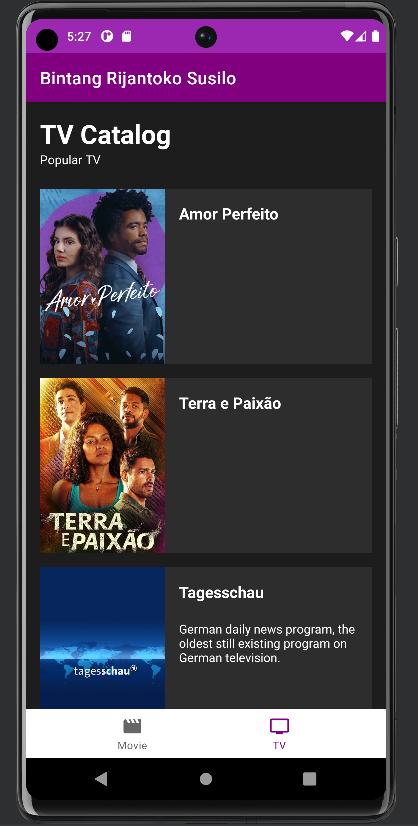 5:27
Bintang Rijantoko Susilo
TV Catalog
Popular TV
Amor Perfeito
Amor Perfeito
Terra e Paixão
TERRA
E PAIXÃO
Tagesschau
German daily news program, the
oldest still existing program on
German television.
tagesschau
Movie
TV